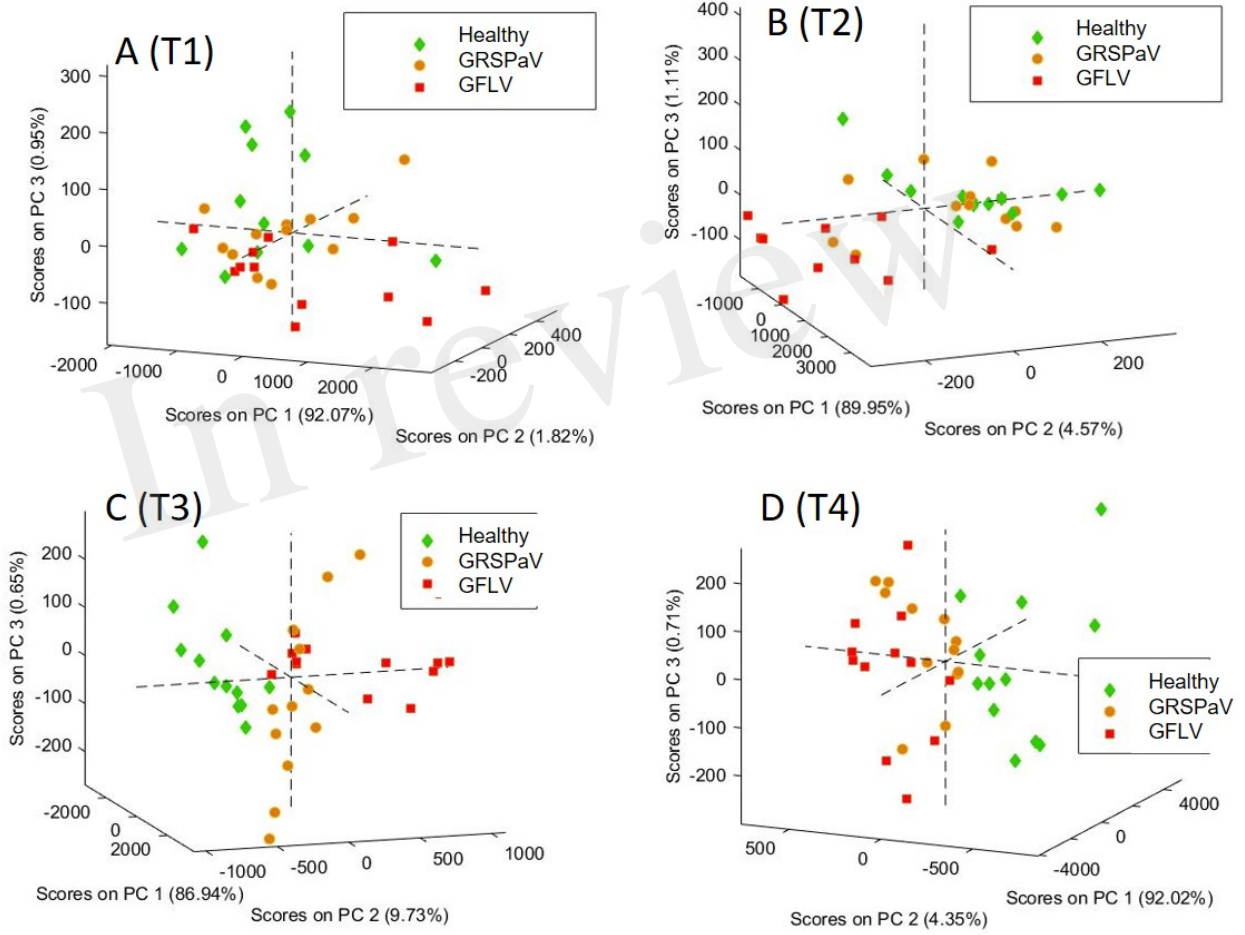 A (T1)
Healthy
GRSPaV
GFLV
Scores on PC 3 (0.95%)
300
200
100
0
-100
-2000
-1000
0
1000
2000
-200
0
200
400
Scores on PC 1 (92.07%)
Scores on PC 2 (1.82%)
B (T2)
Healthy
GRSPaV
GFLV
Scores on PC 3 (1.11%)
400
300
200
100
0
-100
-1000
0
1000
2000
3000
-200
0
200
Scores on PC 1 (89.95%)
Scores on PC 2 (4.57%)
In review
C (T3)
Healthy
GRSPaV
GFLV
Scores on PC 3 (0.65%)
200
100
0
-100
-200
-2000
0
2000
-1000
-500
0
500
1000
Scores on PC 1 (86.94%)
Scores on PC 2 (9.73%)
D (T4)
Healthy
GRSPaV
GFLV
Scores on PC 3 (0.71%)
200
100
0
-100
-200
500
0
-500
-4000
0
4000
Scores on PC 1 (92.02%)
Scores on PC 2 (4.35%)